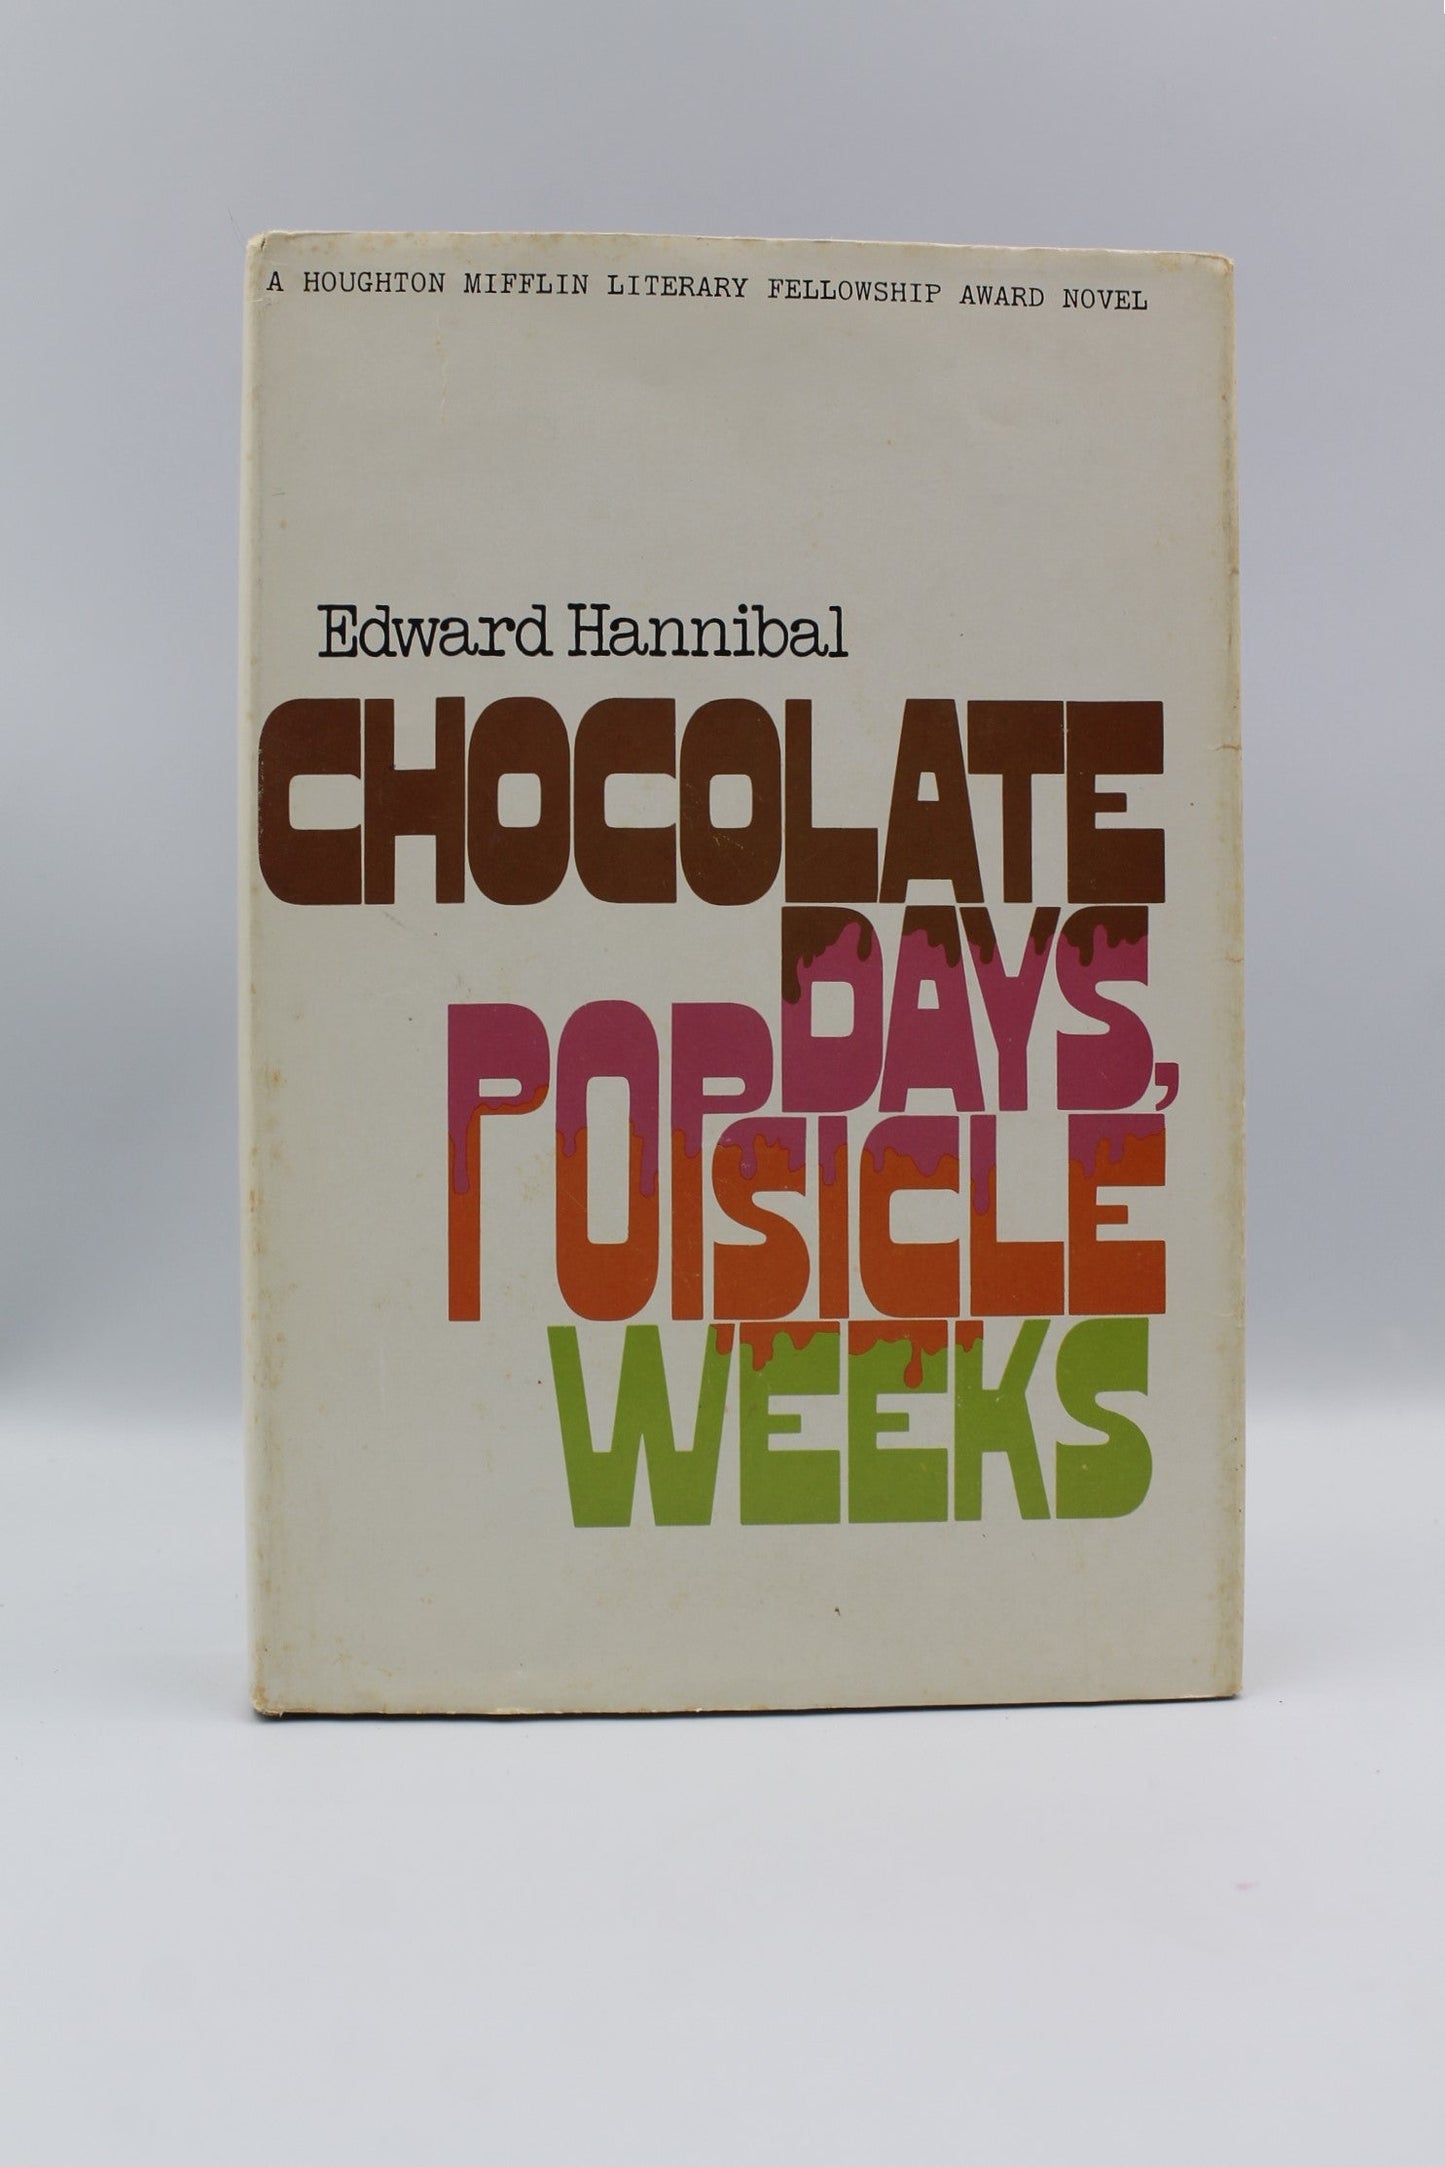 A HOUGHTON MIFFLIN LITERARY FELLOWSHIP AWARD NOVEL
Edward Hannibal
CHOCOLATE
DAYS,
POPSICLE
WEEKS